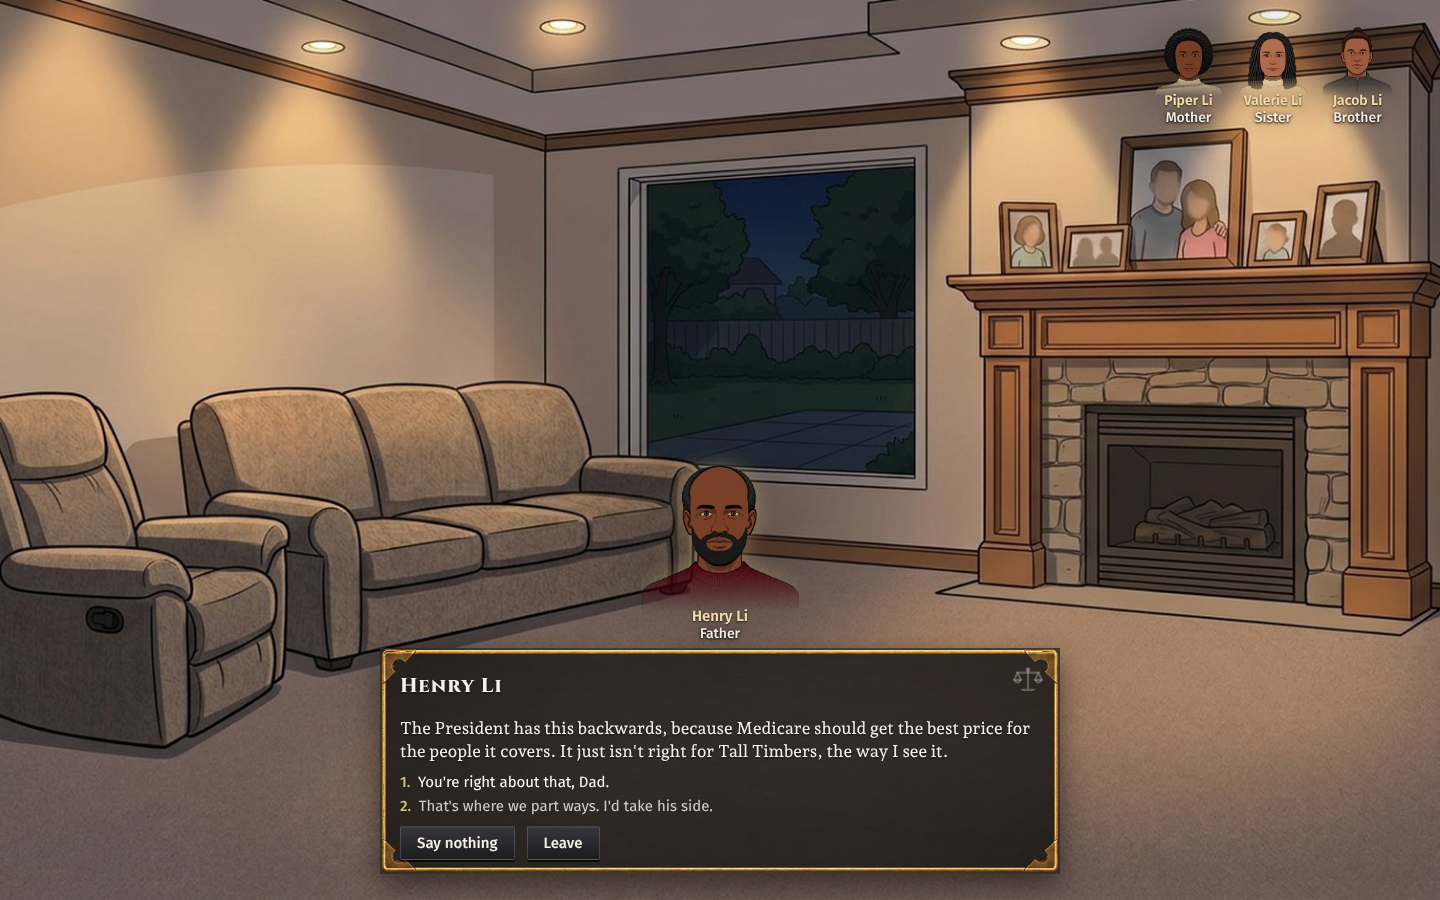 Piper Li
Mother
Valerie Li
Sister
Jacob Li
Brother
Henry Li
Father
Henry Li
The President has this backwards, because Medicare should get the best price for
the people it covers. It just isn't right for Tall Timbers, the way I see it.
1. You're right about that, Dad.
2. That's where we part ways. I'd take his side.
Say nothing
Leave